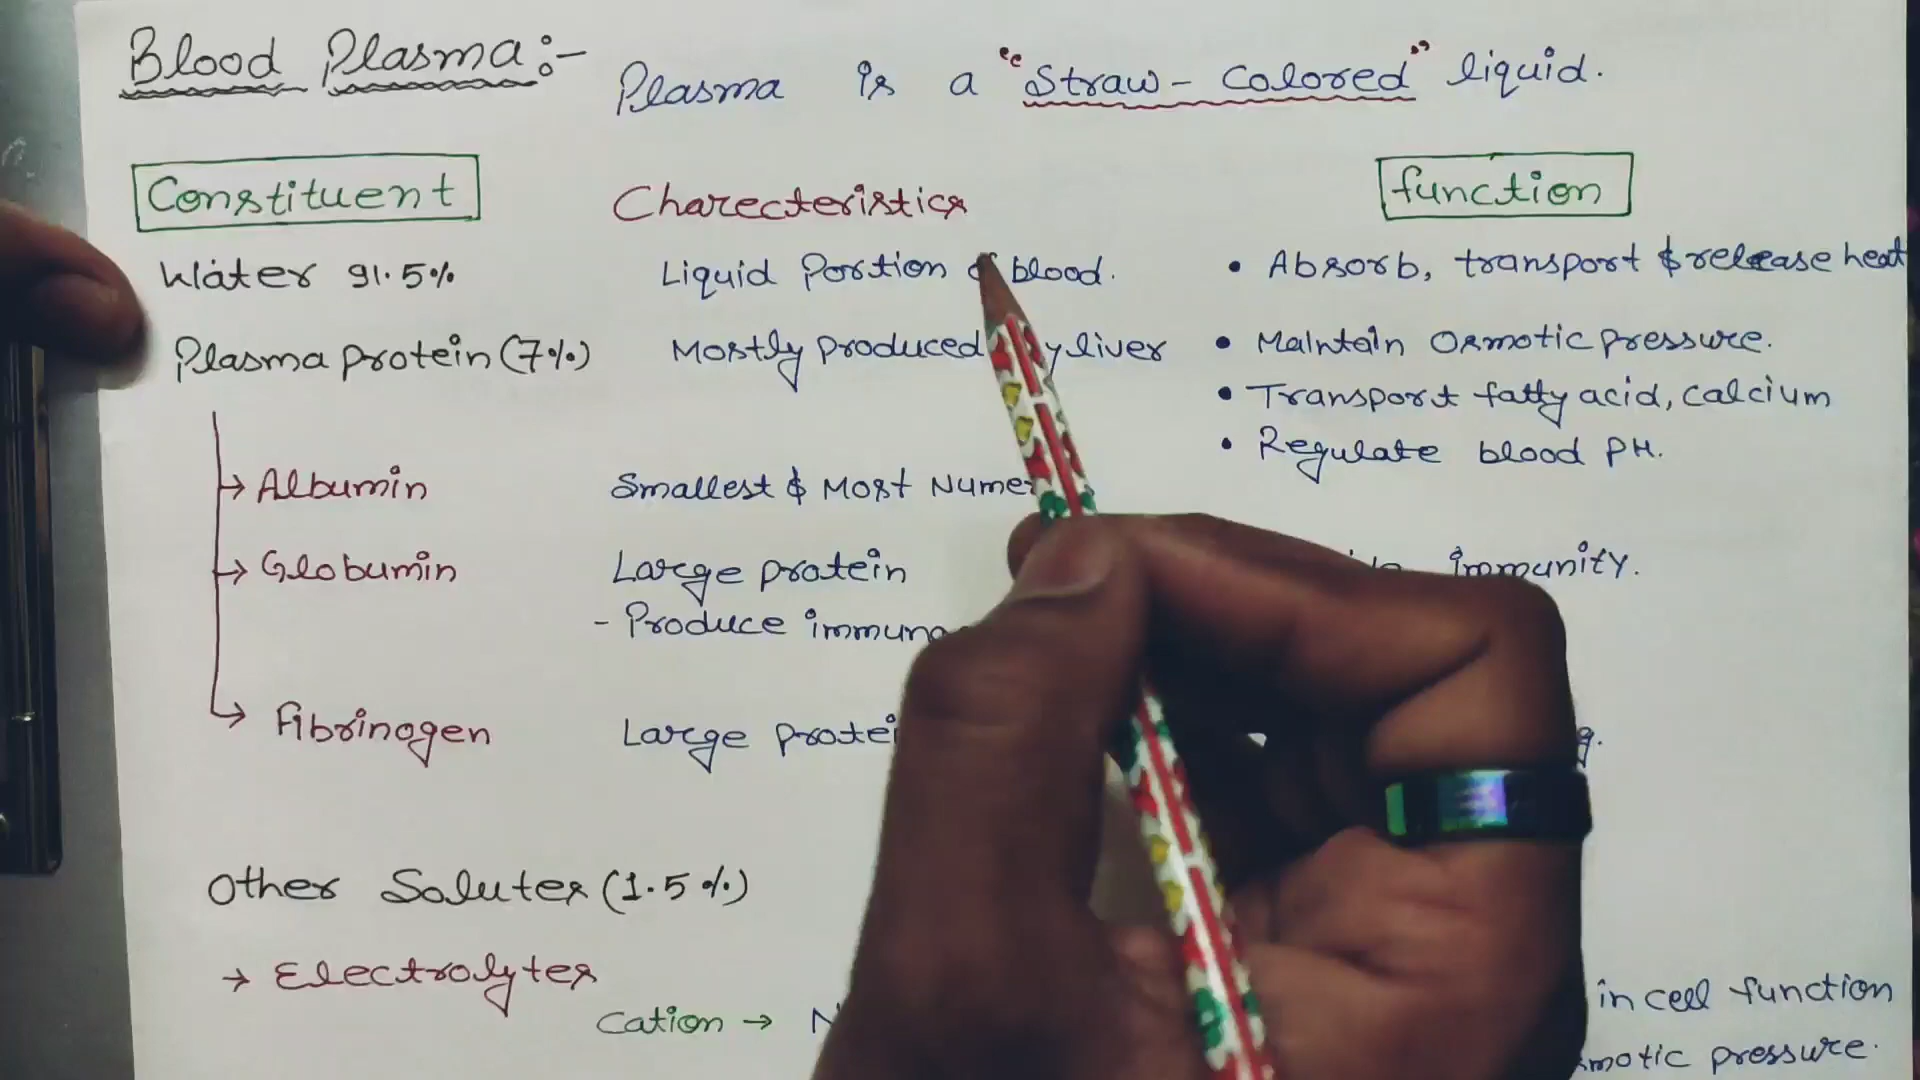 Blood Plasma:-
Plasma is a "Straw-Colored" liquid.
Constituent Charecteristics function
Water 91.5% Liquid Portion of blood. • Absorb, transport & release heat
Plasma protein (7%) Mostly produced by liver • Maintain Osmotic pressure.
• Transport fatty acid, calcium
• Regulate blood PH.
→ Albumin Smallest & Most
→ Globumin Large protein immunity.
- Produce
→ Fibrinogen Large
Other Solutes (1.5%)
→ Electrolytes
Cation → in cell function
pressure.